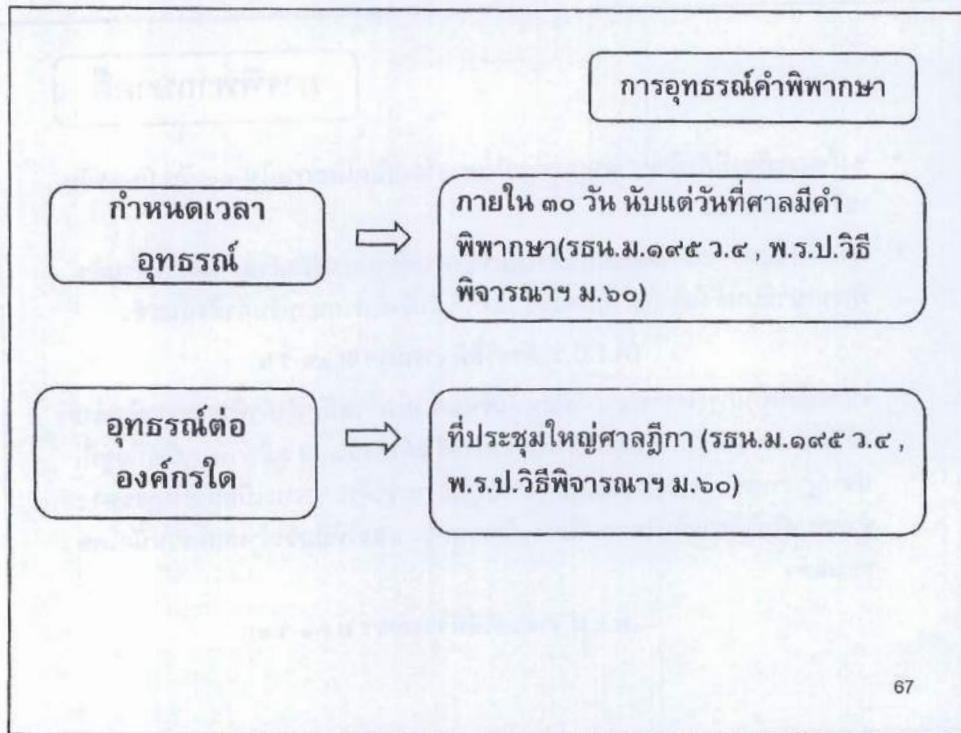 การอุทธรณ์คำพิพากษา
กำหนดเวลา
อุทธรณ์
ภายใน ๓๐ วัน นับแต่วันที่ศาลมีคำ
พิพากษา(รธน.ม.๑๙๕ ว.๔ , พ.ร.ป.วิธี
พิจารณาฯ ม.๖๐)
อุทธรณ์ต่อ
องค์กรใด
ที่ประชุมใหญ่ศาลฎีกา (รธน.ม.๑๙๕ ว.๔ ,
พ.ร.ป.วิธีพิจารณาฯ ม.๖๐)
67